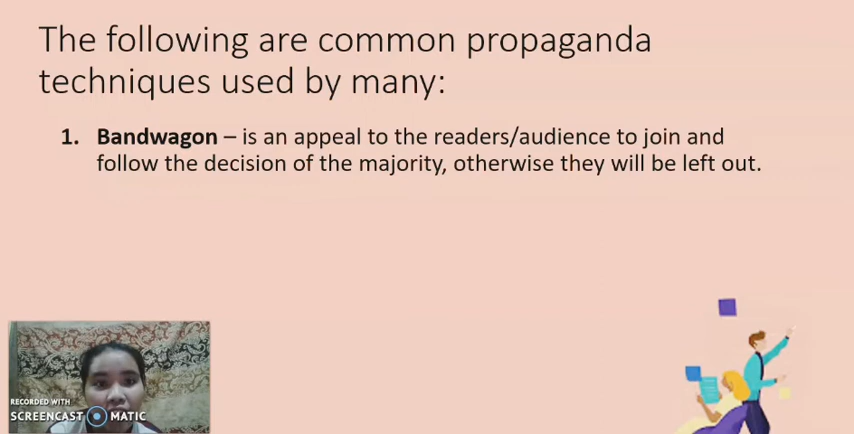 The following are common propaganda
techniques used by many:
1. Bandwagon – is an appeal to the readers/audience to join and
follow the decision of the majority, otherwise they will be left out.
RECORDED WITH
SCREENCAST MATIC